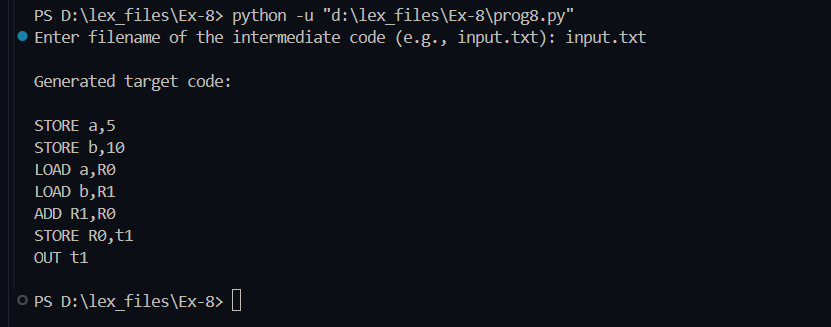 PS D:\lex_files\Ex-8> python -u "d:\lex_files\Ex-8\prog8.py"
Enter filename of the intermediate code (e.g., input.txt): input.txt
Generated target code:
STORE a,5
STORE b,10
LOAD a,R0
LOAD b,R1
ADD R1,R0
STORE R0,t1
OUT t1
PS D:\lex_files\Ex-8>